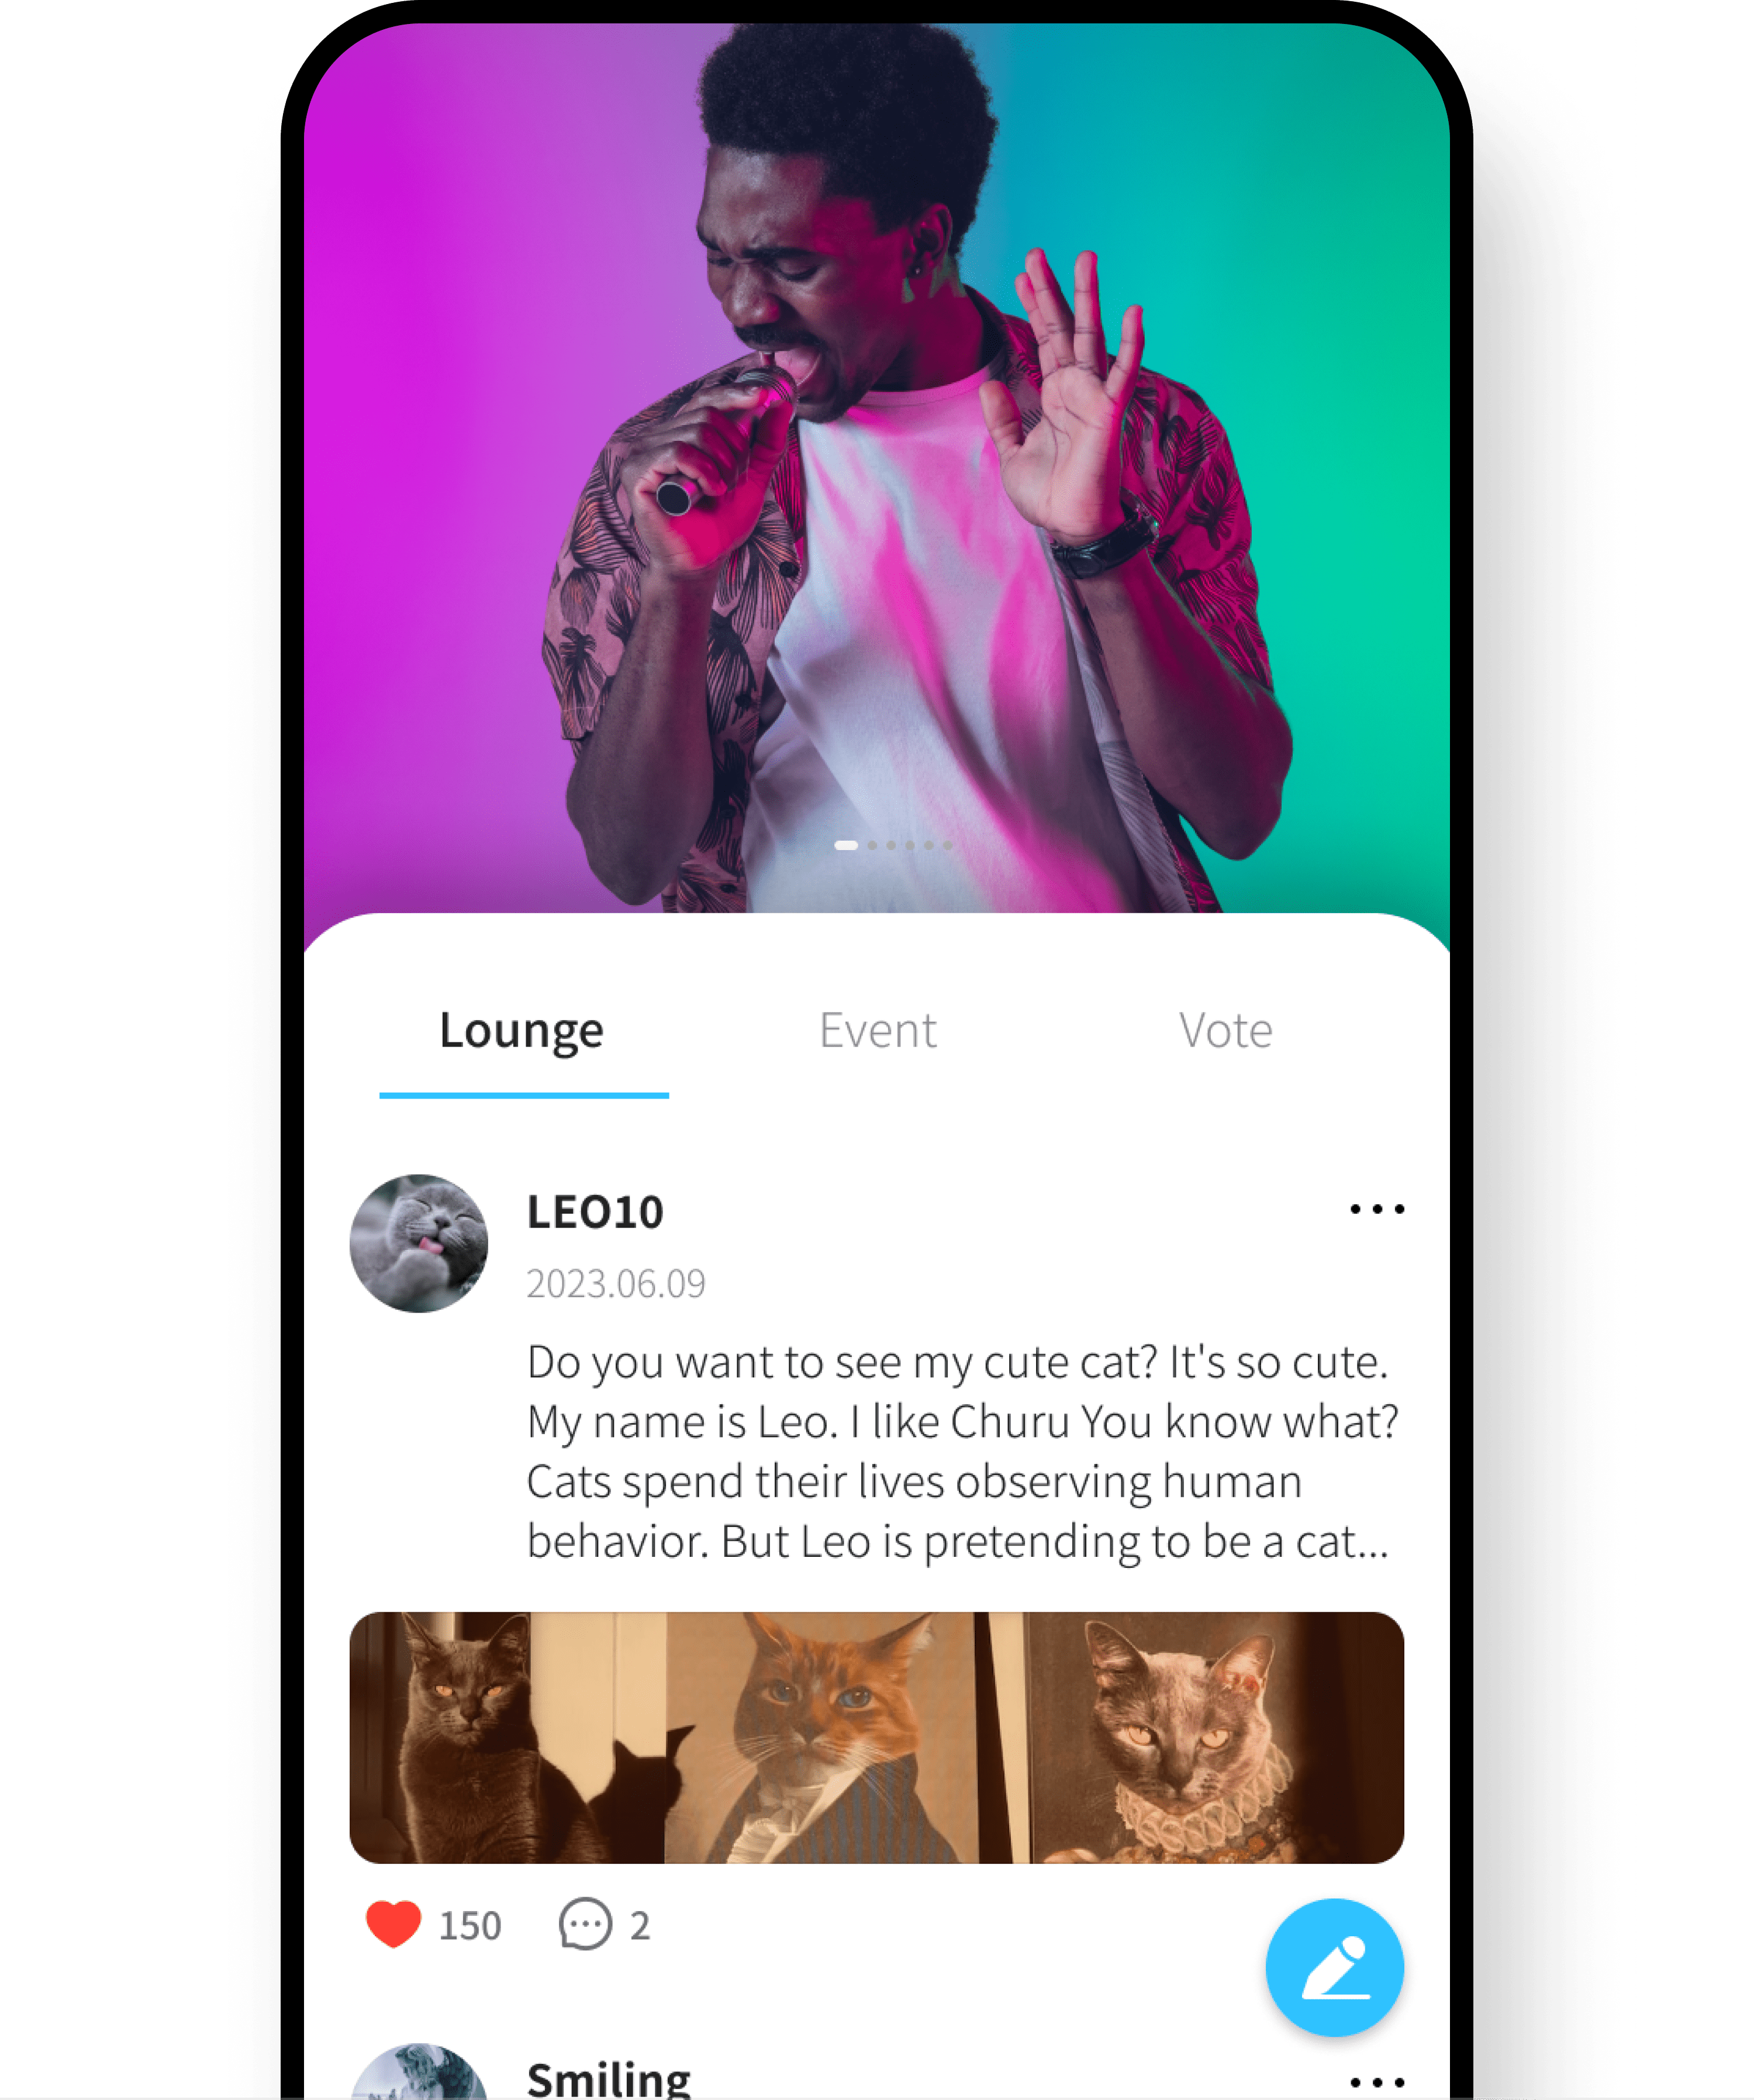 Lounge
Event
Vote
LEO10
2023.06.09
Do you want to see my cute cat? It's so cute.
My name is Leo. I like Churu You know what?
Cats spend their lives observing human
behavior. But Leo is pretending to be a cat...
150
2
Smiling